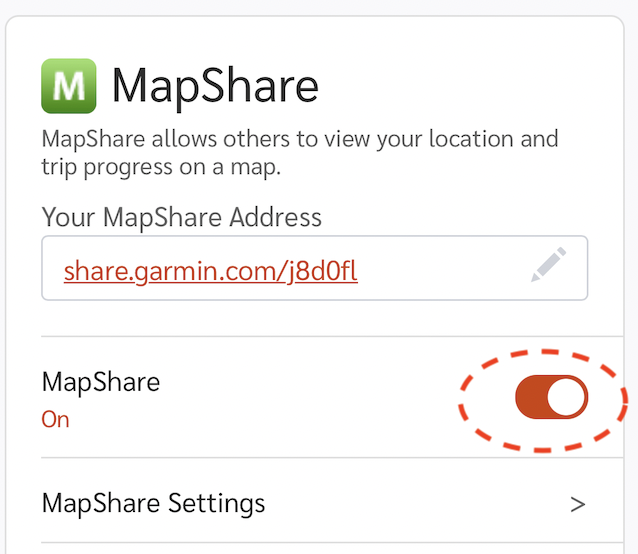 M MapShare
MapShare allows others to view your location and
trip progress on a map.
Your MapShare Address
share.garmin.com/j8d0fl
MapShare
On
MapShare Settings >